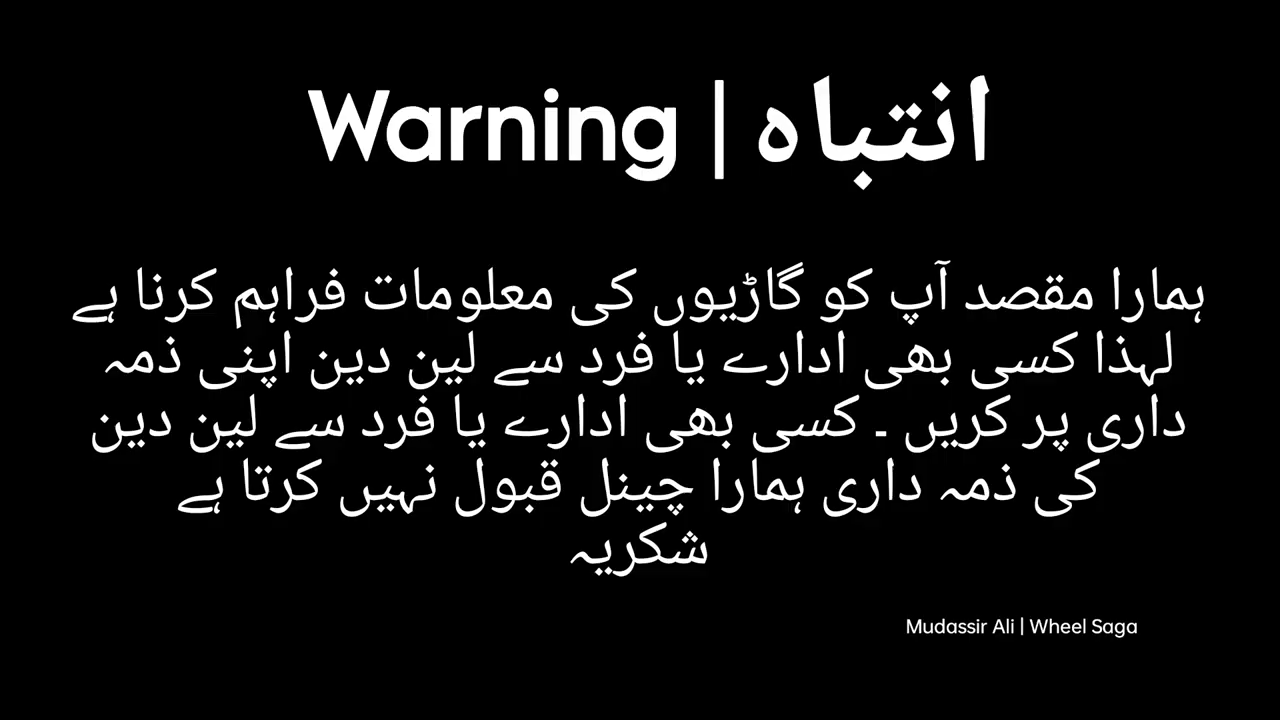 Warning | انتباہ
ہمارا مقصد آپ کو گاڑیوں کی معلومات فراہم کرنا ہے
لہذا کسی بھی ادارے یا فرد سے لین دین اپنی ذمہ
داری پر کریں ۔ کسی بھی ادارے یا فرد سے لین دین
کی ذمہ داری ہمارا چینل قبول نہیں کرتا ہے
شکریہ
Mudassir Ali | Wheel Saga